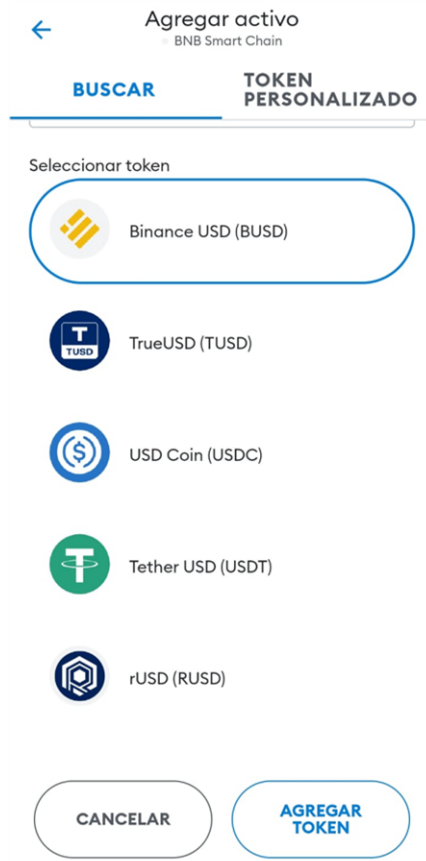 Agregar activo
BNB Smart Chain
BUSCAR
TOKEN
PERSONALIZADO
Seleccionar token
Binance USD (BUSD)
T
TUSD
TrueUSD (TUSD)
$
USD Coin (USDC)
Tether USD (USDT)
rUSD (RUSD)
CANCELAR
AGREGAR
TOKEN